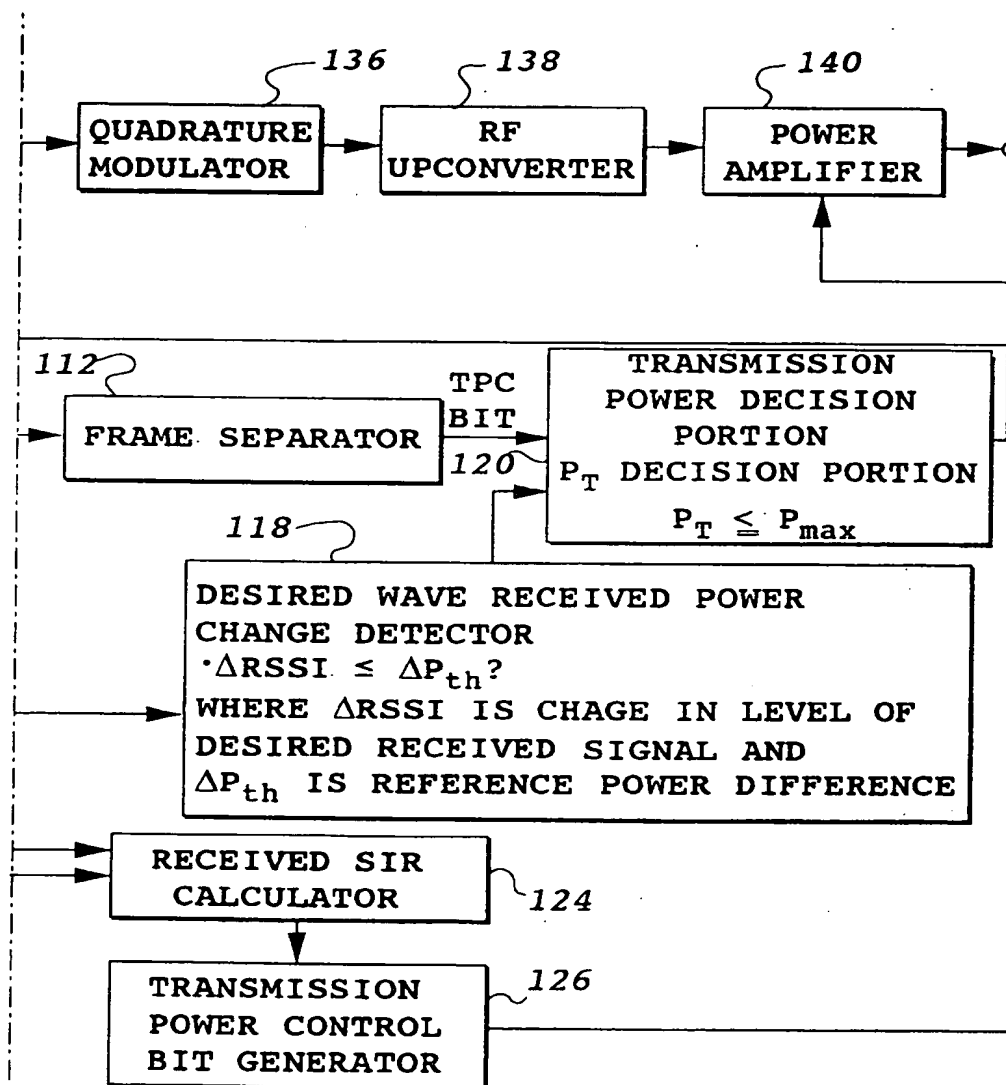 136
138
140
QUADRATURE
MODULATOR
RF
UPCONVERTER
POWER
AMPLIFIER
112
FRAME SEPARATOR
TPC
BIT
120
TRANSMISSION
POWER DECISION
PORTION
P_T DECISION PORTION
P_T ≦ P_max
118
DESIRED WAVE RECEIVED POWER
CHANGE DETECTOR
·ΔRSSI ≤ ΔP_th?
WHERE ΔRSSI IS CHAGE IN LEVEL OF
DESIRED RECEIVED SIGNAL AND
ΔP_th IS REFERENCE POWER DIFFERENCE
RECEIVED SIR
CALCULATOR
124
TRANSMISSION
POWER CONTROL
BIT GENERATOR
126